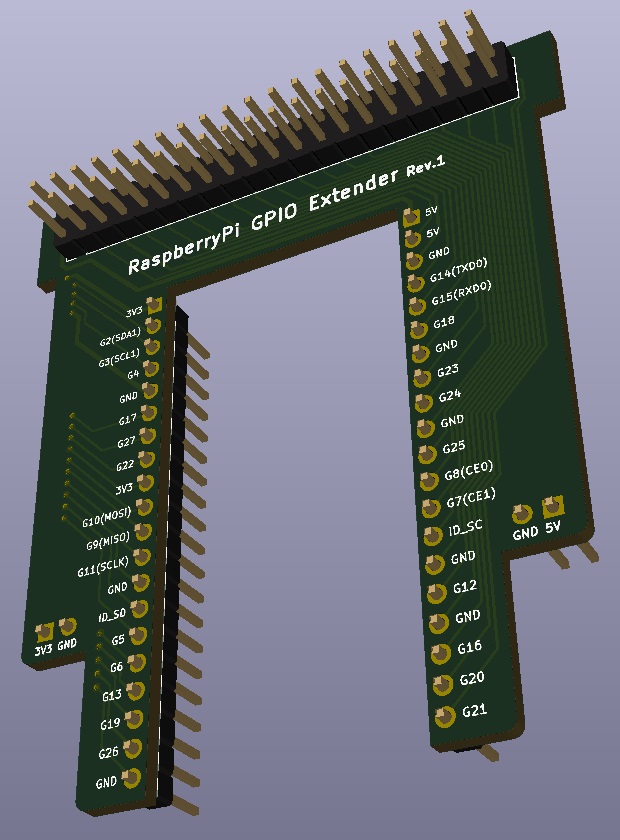 RaspberryPi GPIO Extender Rev.1
3V3
G2(SDA1)
G3(SCL1)
G4
GND
G17
G27
G22
3V3
G10(MOSI)
G9(MISO)
G11(SCLK)
GND
ID_SD
G5
G6
G13
G19
G26
GND
3V3 GND
5V
5V
GND
G14(TXD0)
G15(RXD0)
G18
GND
G23
G24
GND
G25
G8(CE0)
G7(CE1)
ID_SC
GND
G12
GND
G16
G20
G21
GND 5V